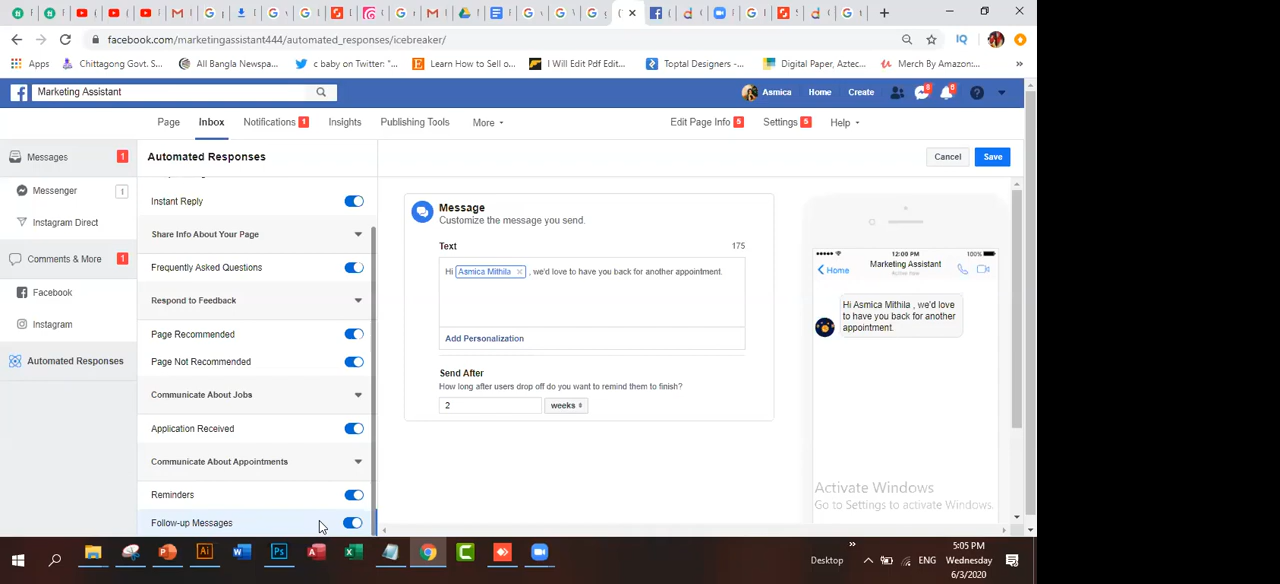 facebook.com/marketingassistant444/automated_responses/icebreaker/
Apps
Chittagong Govt. S...
All Bangla Newspa...
c baby on Twitter: "...
Learn How to Sell o...
I Will Edit Pdf Edit...
Toptal Designers -...
Digital Paper, Aztec...
Merch By Amazon:...
Marketing Assistant
Asmica
Home
Create
8
6
Page
Inbox
Notifications 1
Insights
Publishing Tools
More
Edit Page Info 5
Settings 5
Help
Messages 1
Messenger 1
Instagram Direct
Comments & More 1
Facebook
Instagram
Automated Responses
Automated Responses
Instant Reply
Share Info About Your Page
Frequently Asked Questions
Respond to Feedback
Page Recommended
Page Not Recommended
Communicate About Jobs
Application Received
Communicate About Appointments
Reminders
Follow-up Messages
Cancel
Save
Message
Customize the message you send.
Text 175
Hi Asmica Mithila × , we'd love to have you back for another appointment.
Add Personalization
Send After
How long after users drop off do you want to remind them to finish?
2 weeks
12:00 PM 100%
Home
Marketing Assistant
Hi Asmica Mithila , we'd love
to have you back for another
appointment.
Activate Windows
Go to Settings to activate Windows.
Desktop
ENG
5:05 PM
Wednesday
6/3/2020